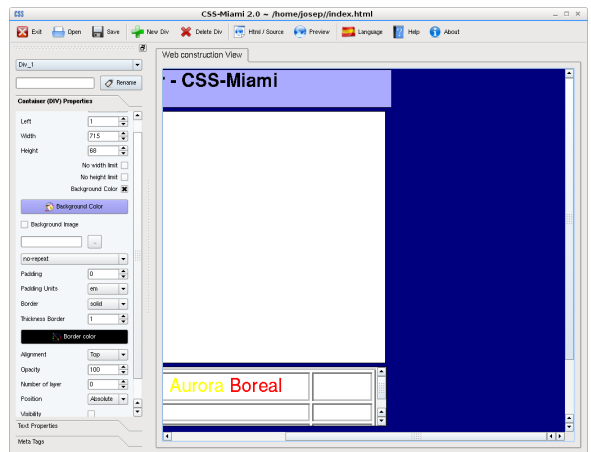 CSS
CSS-Miami 2.0 ~ /home/josep//index.html
Exit Open Save New Div Delete Div Html / Source Preview Language Help About
Div_1
Rename
Container (DIV) Properties
Left 1
Width 715
Height 68
No width limit
No height limit
Background Color
Background Color
Background Image
..
no-repeat
Padding 0
Padding Units em
Border solid
Thickness Border 1
Border color
Alignment Top
Opacity 100
Number of layer 0
Position Absolute
Visibility
Text Properties
Meta Tags
Web construction View
- CSS-Miami
Aurora Boreal